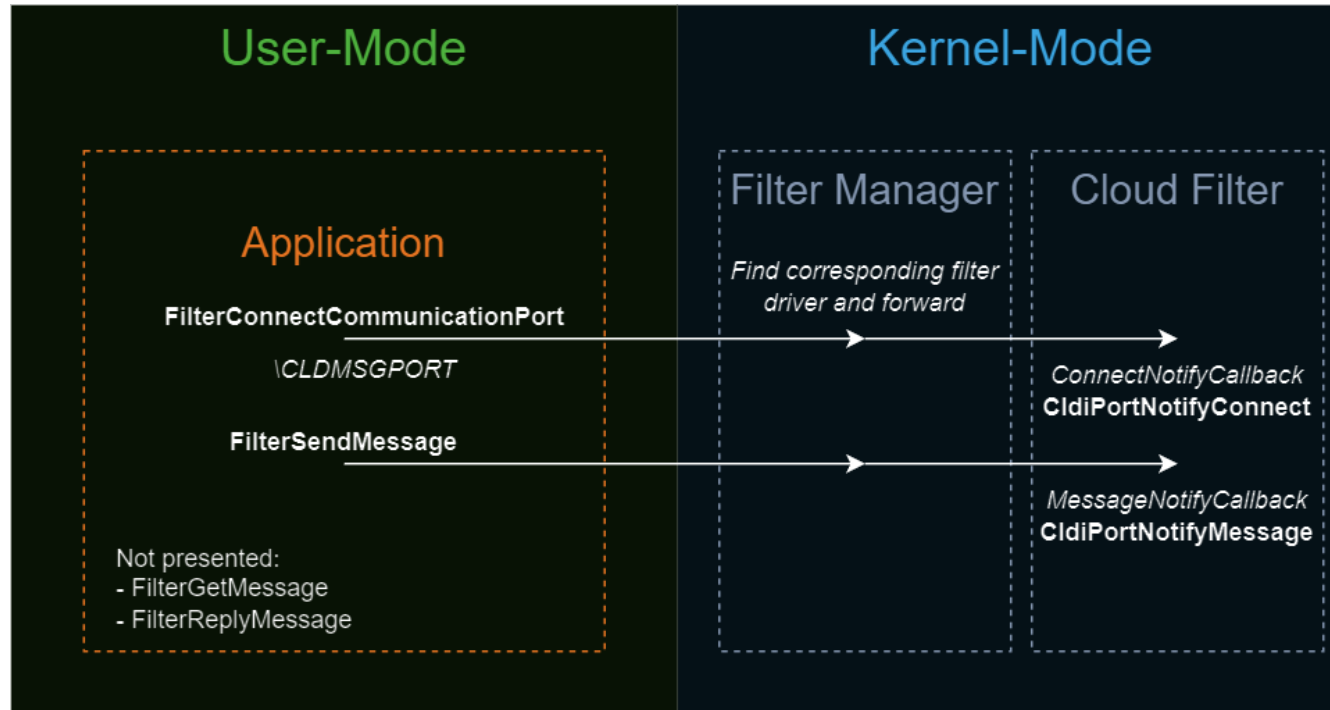 User-Mode
Kernel-Mode
Application
FilterConnectCommunicationPort
\CLDMSGPORT
FilterSendMessage
Not presented:
- FilterGetMessage
- FilterReplyMessage
Filter Manager
Find corresponding filter
driver and forward
Cloud Filter
ConnectNotifyCallback
CldiPortNotifyConnect
MessageNotifyCallback
CldiPortNotifyMessage